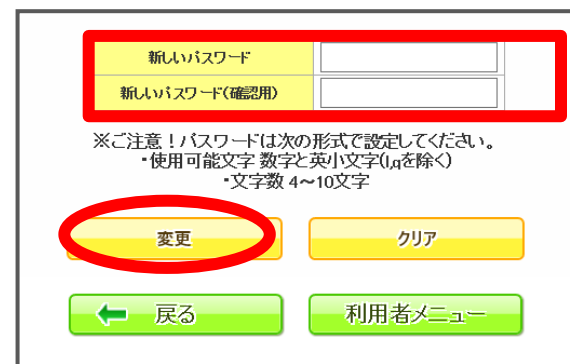 新しいパスワード
新しいパスワード(確認用)
※ご注意！パスワードは次の形式で設定してください。
・使用可能文字 数字と英小文字(l,qを除く)
・文字数 4～10文字
変更
クリア
戻る
利用者メニュー